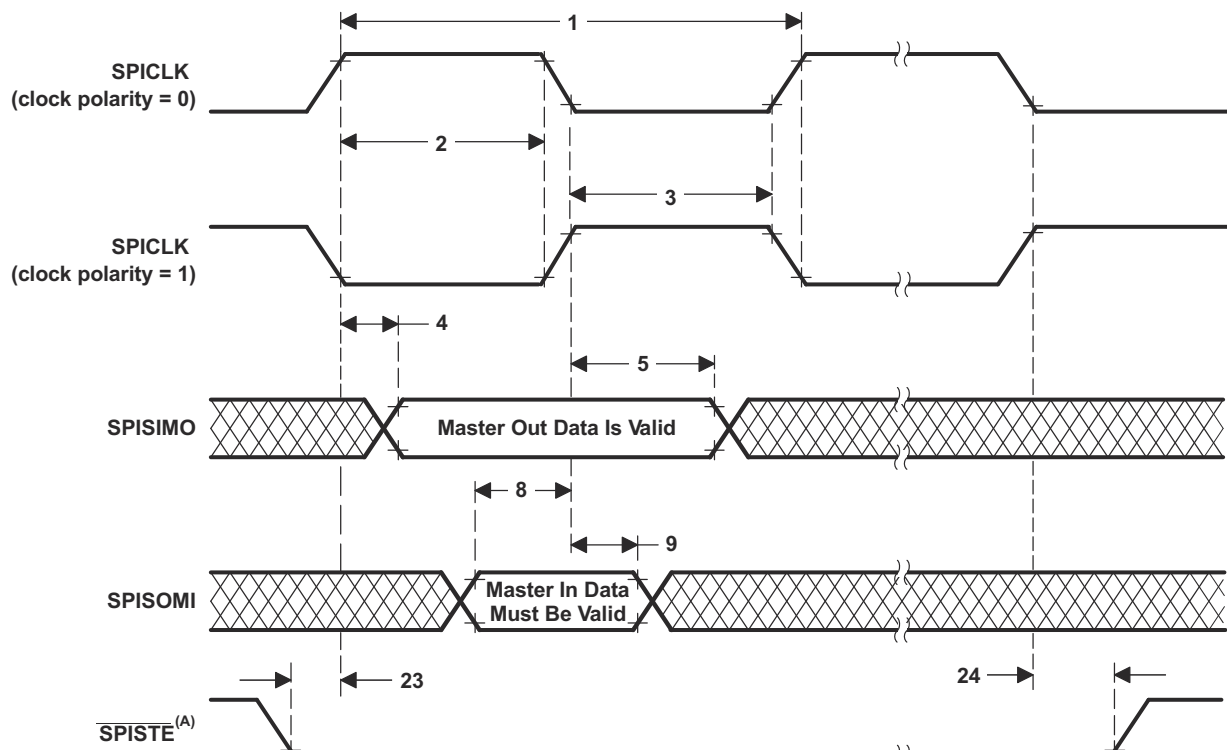 1
SPICLK
(clock polarity = 0)
2
3
SPICLK
(clock polarity = 1)
4
5
SPISIMO
Master Out Data Is Valid
8
9
SPISOMI
Master In Data
Must Be Valid
23
24
SPISTE(A)